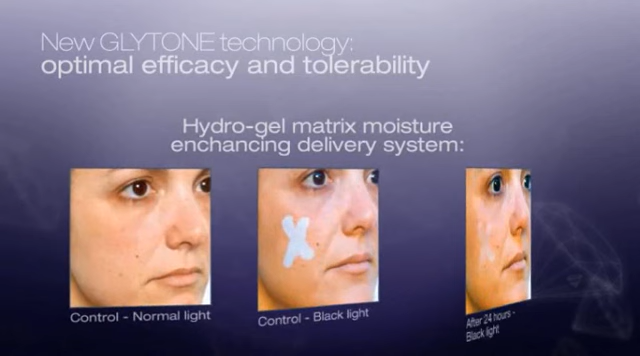 New GLYTONE technology:
optimal efficacy and tolerability
Hydro-gel matrix moisture
enchancing delivery system:
Control - Normal light
Control - Black light
After 24 hours -
Black light